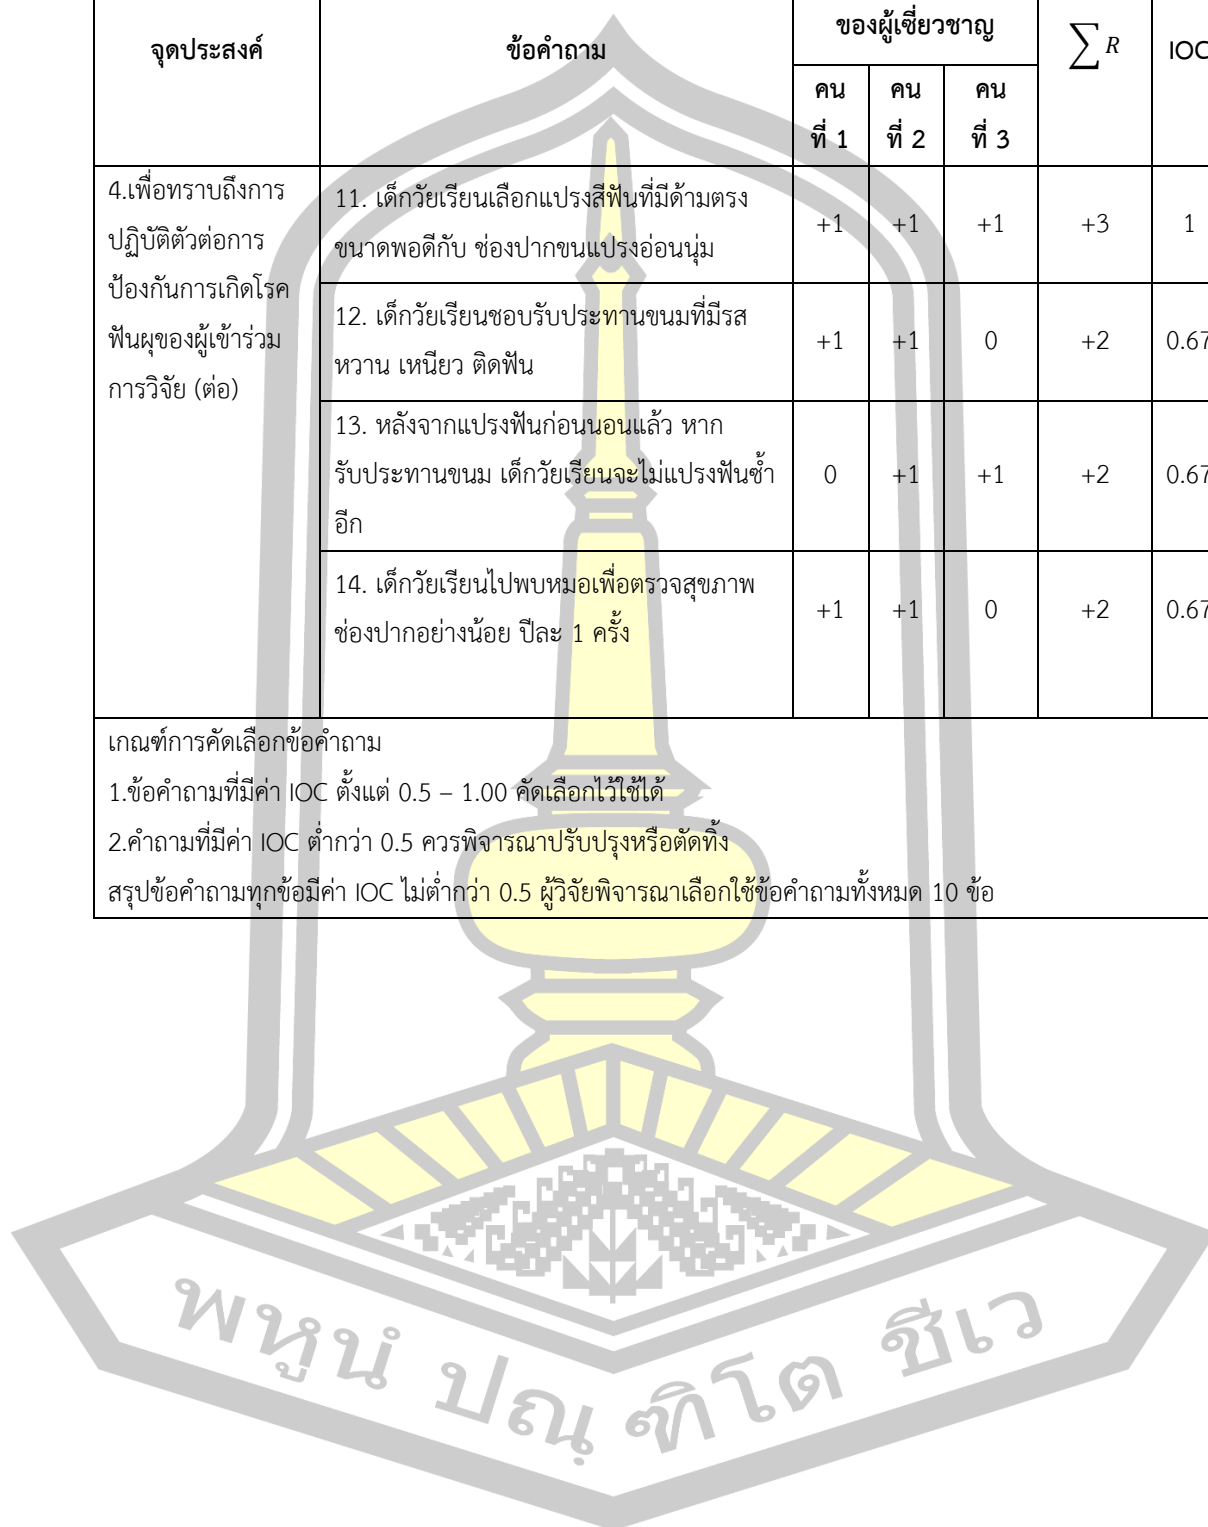 ของผู้เชี่ยวชาญ
จุดประสงค์ ข้อคำถาม ∑R IOC
คน คน คน
ที่ 1 ที่ 2 ที่ 3
4.เพื่อทราบถึงการ
ปฏิบัติตัวต่อการ
ป้องกันการเกิดโรค
ฟันผุของผู้เข้าร่วม
การวิจัย (ต่อ)
11. เด็กวัยเรียนเลือกแปรงสีฟันที่มีด้ามตรง
ขนาดพอดีกับ ช่องปากขนแปรงอ่อนนุ่ม
+1 +1 +1 +3 1
12. เด็กวัยเรียนชอบรับประทานขนมที่มีรส
หวาน เหนียว ติดฟัน
+1 +1 0 +2 0.67
13. หลังจากแปรงฟันก่อนนอนแล้ว หาก
รับประทานขนม เด็กวัยเรียนจะไม่แปรงฟันซ้ำ
อีก
0 +1 +1 +2 0.67
14. เด็กวัยเรียนไปพบหมอเพื่อตรวจสุขภาพ
ช่องปากอย่างน้อย ปีละ 1 ครั้ง
+1 +1 0 +2 0.67
เกณฑ์การคัดเลือกข้อคำถาม
1.ข้อคำถามที่มีค่า IOC ตั้งแต่ 0.5 – 1.00 คัดเลือกไว้ใช้ได้
2.คำถามที่มีค่า IOC ต่ำกว่า 0.5 ควรพิจารณาปรับปรุงหรือตัดทิ้ง
สรุปข้อคำถามทุกข้อมีค่า IOC ไม่ต่ำกว่า 0.5 ผู้วิจัยพิจารณาเลือกใช้ข้อคำถามทั้งหมด 10 ข้อ
พหูนํ ปณฺฑิโต ชีเว